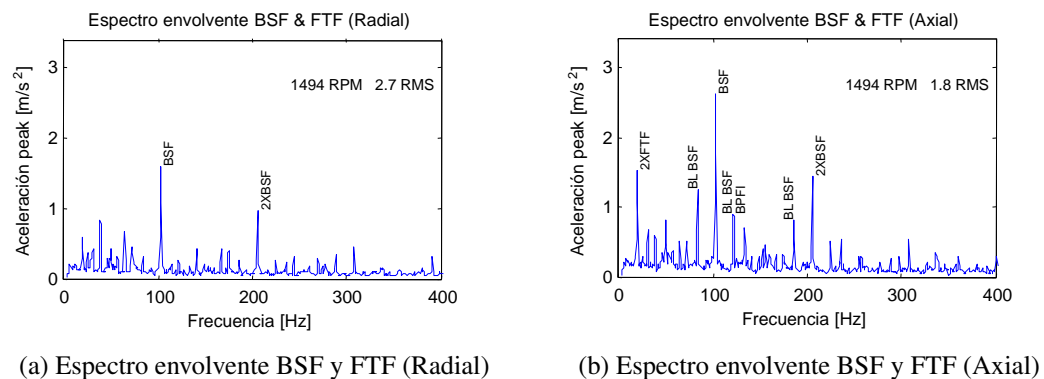 Espectro envolvente BSF & FTF (Radial)
Aceleración peak [m/s²]
3
2
1
0
1494 RPM 2.7 RMS
BSF
2XBSF
0 100 200 300 400
Frecuencia [Hz]
(a) Espectro envolvente BSF y FTF (Radial)
Espectro envolvente BSF & FTF (Axial)
Aceleración peak [m/s²]
3
2
1
0
1494 RPM 1.8 RMS
2XFTF
BL BSF
BSF
BL BSF
BPFI
BL BSF
2XBSF
0 100 200 300 400
Frecuencia [Hz]
(b) Espectro envolvente BSF y FTF (Axial)